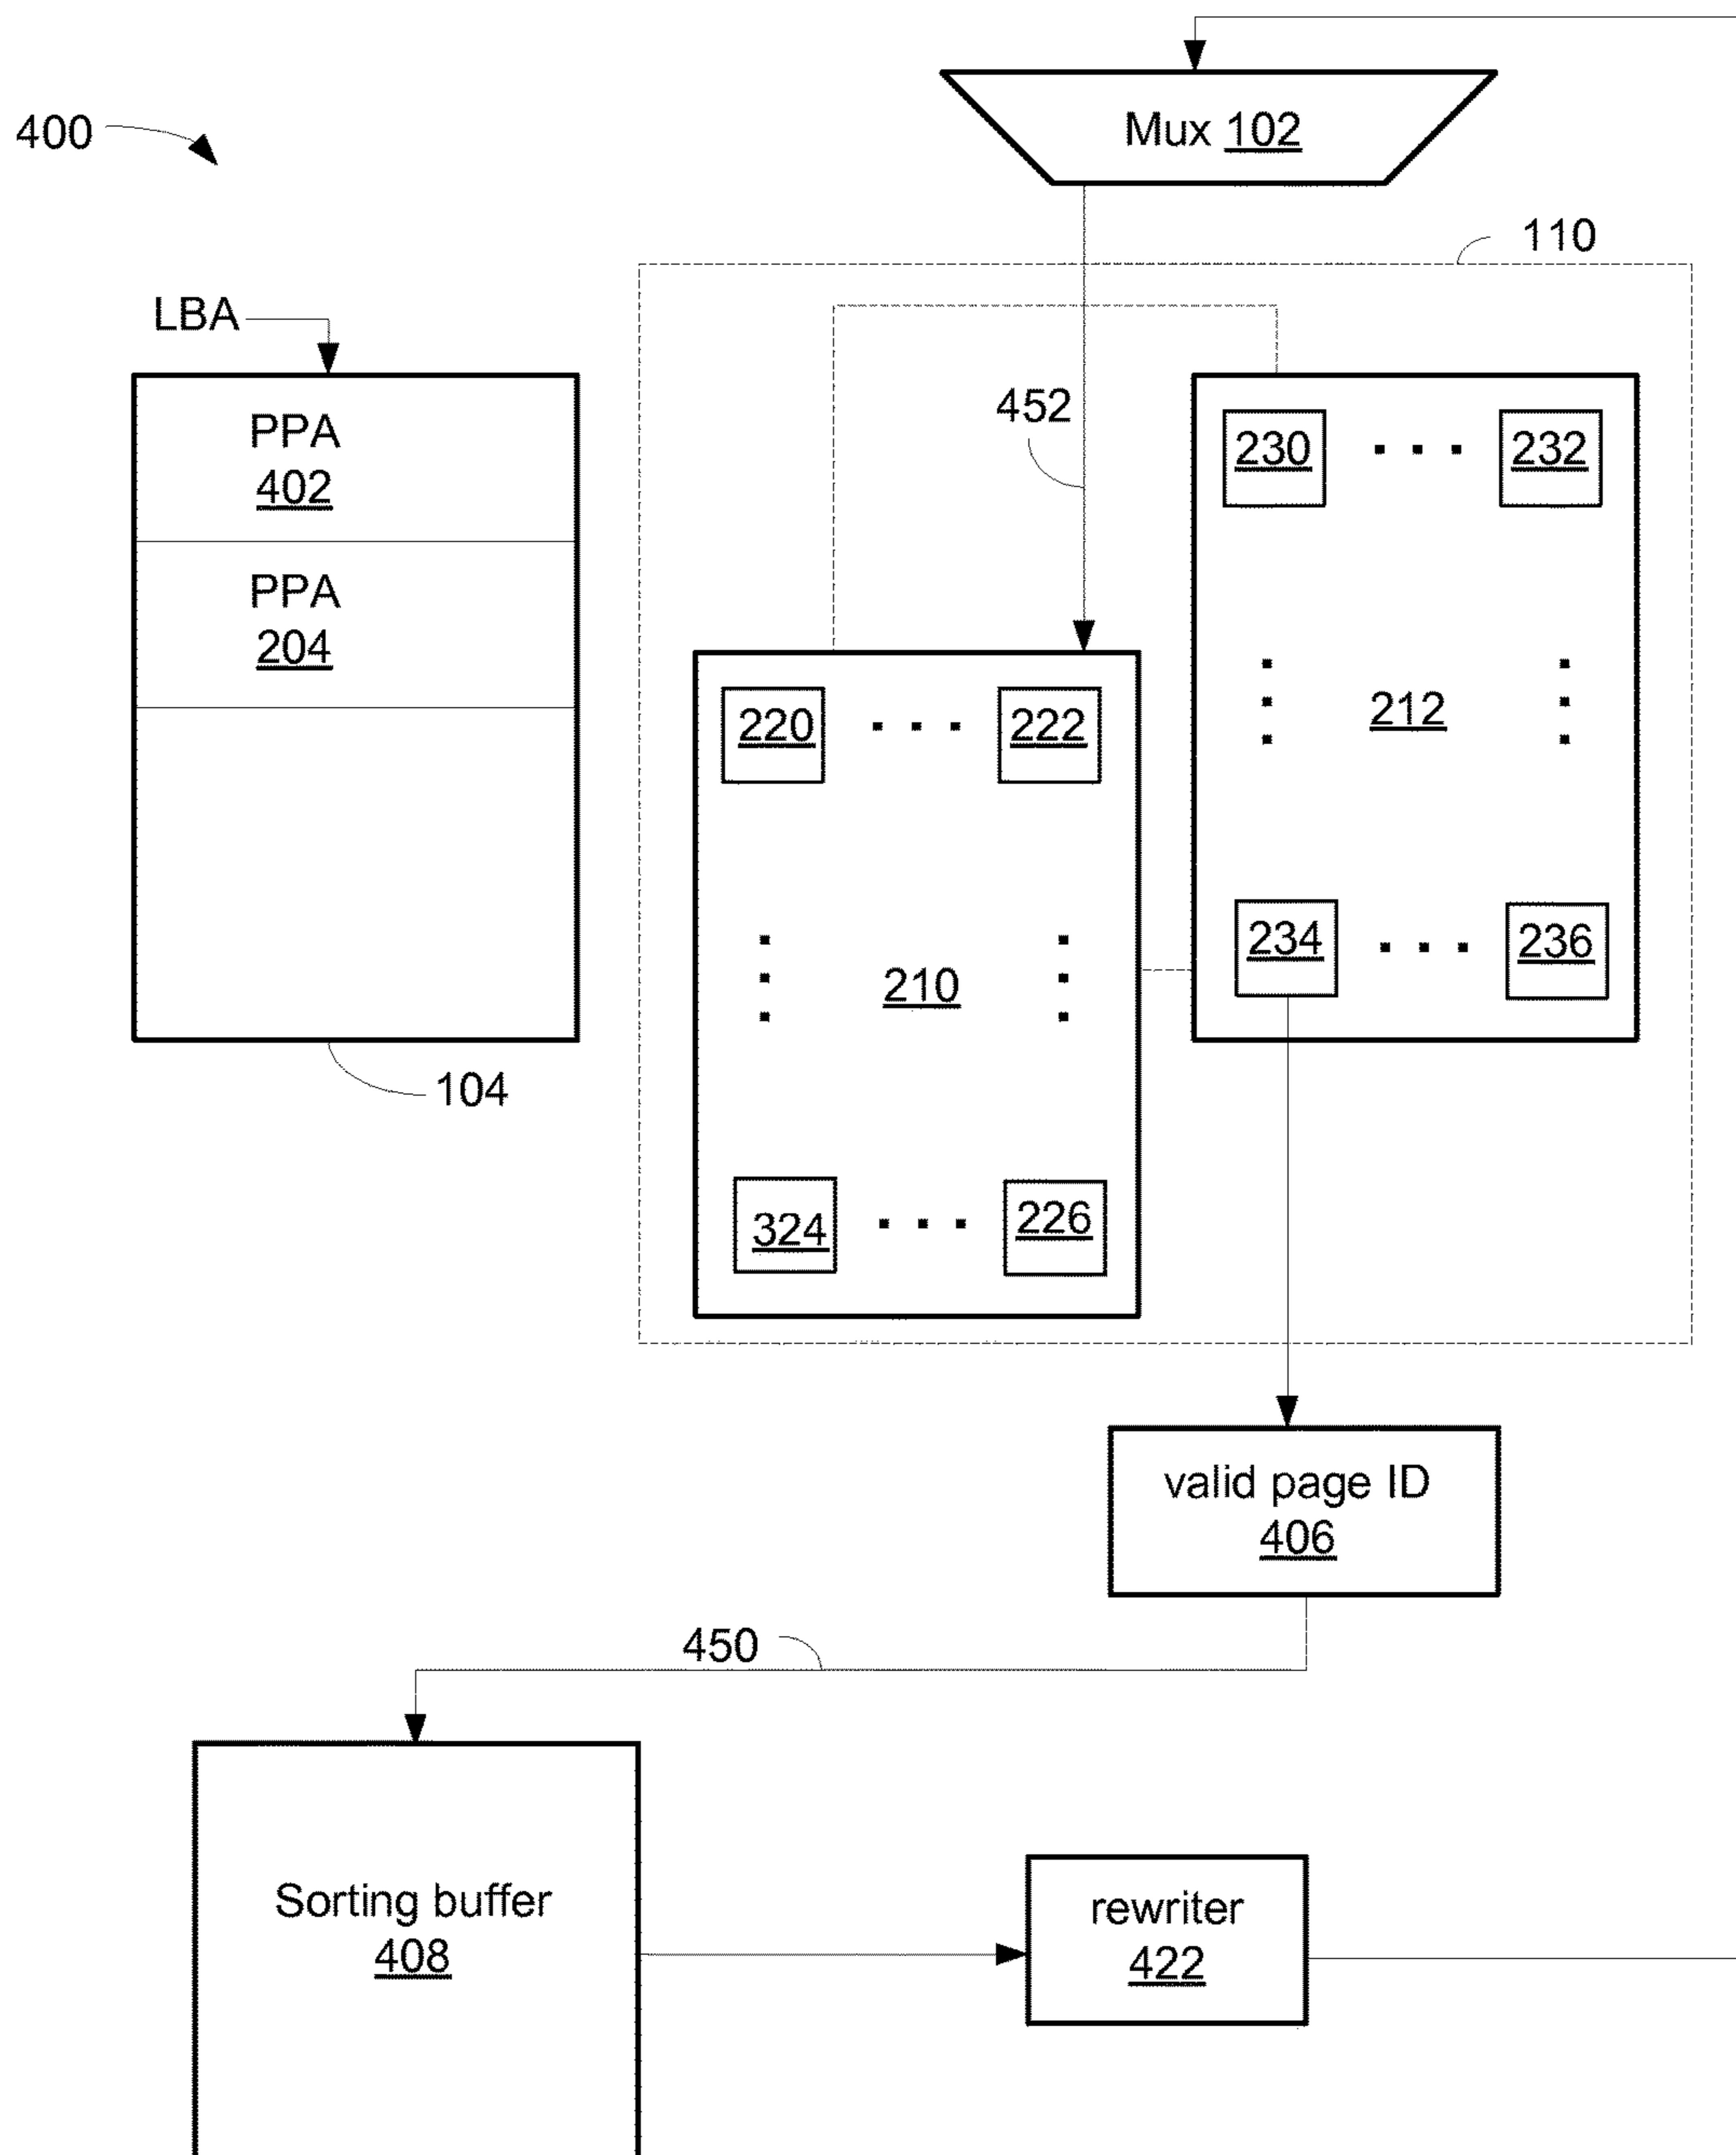 400
Mux 102
110
LBA
PPA
402
PPA
204
104
452
230
232
212
234
236
220
222
210
324
226
valid page ID
406
450
Sorting buffer
408
rewriter
422